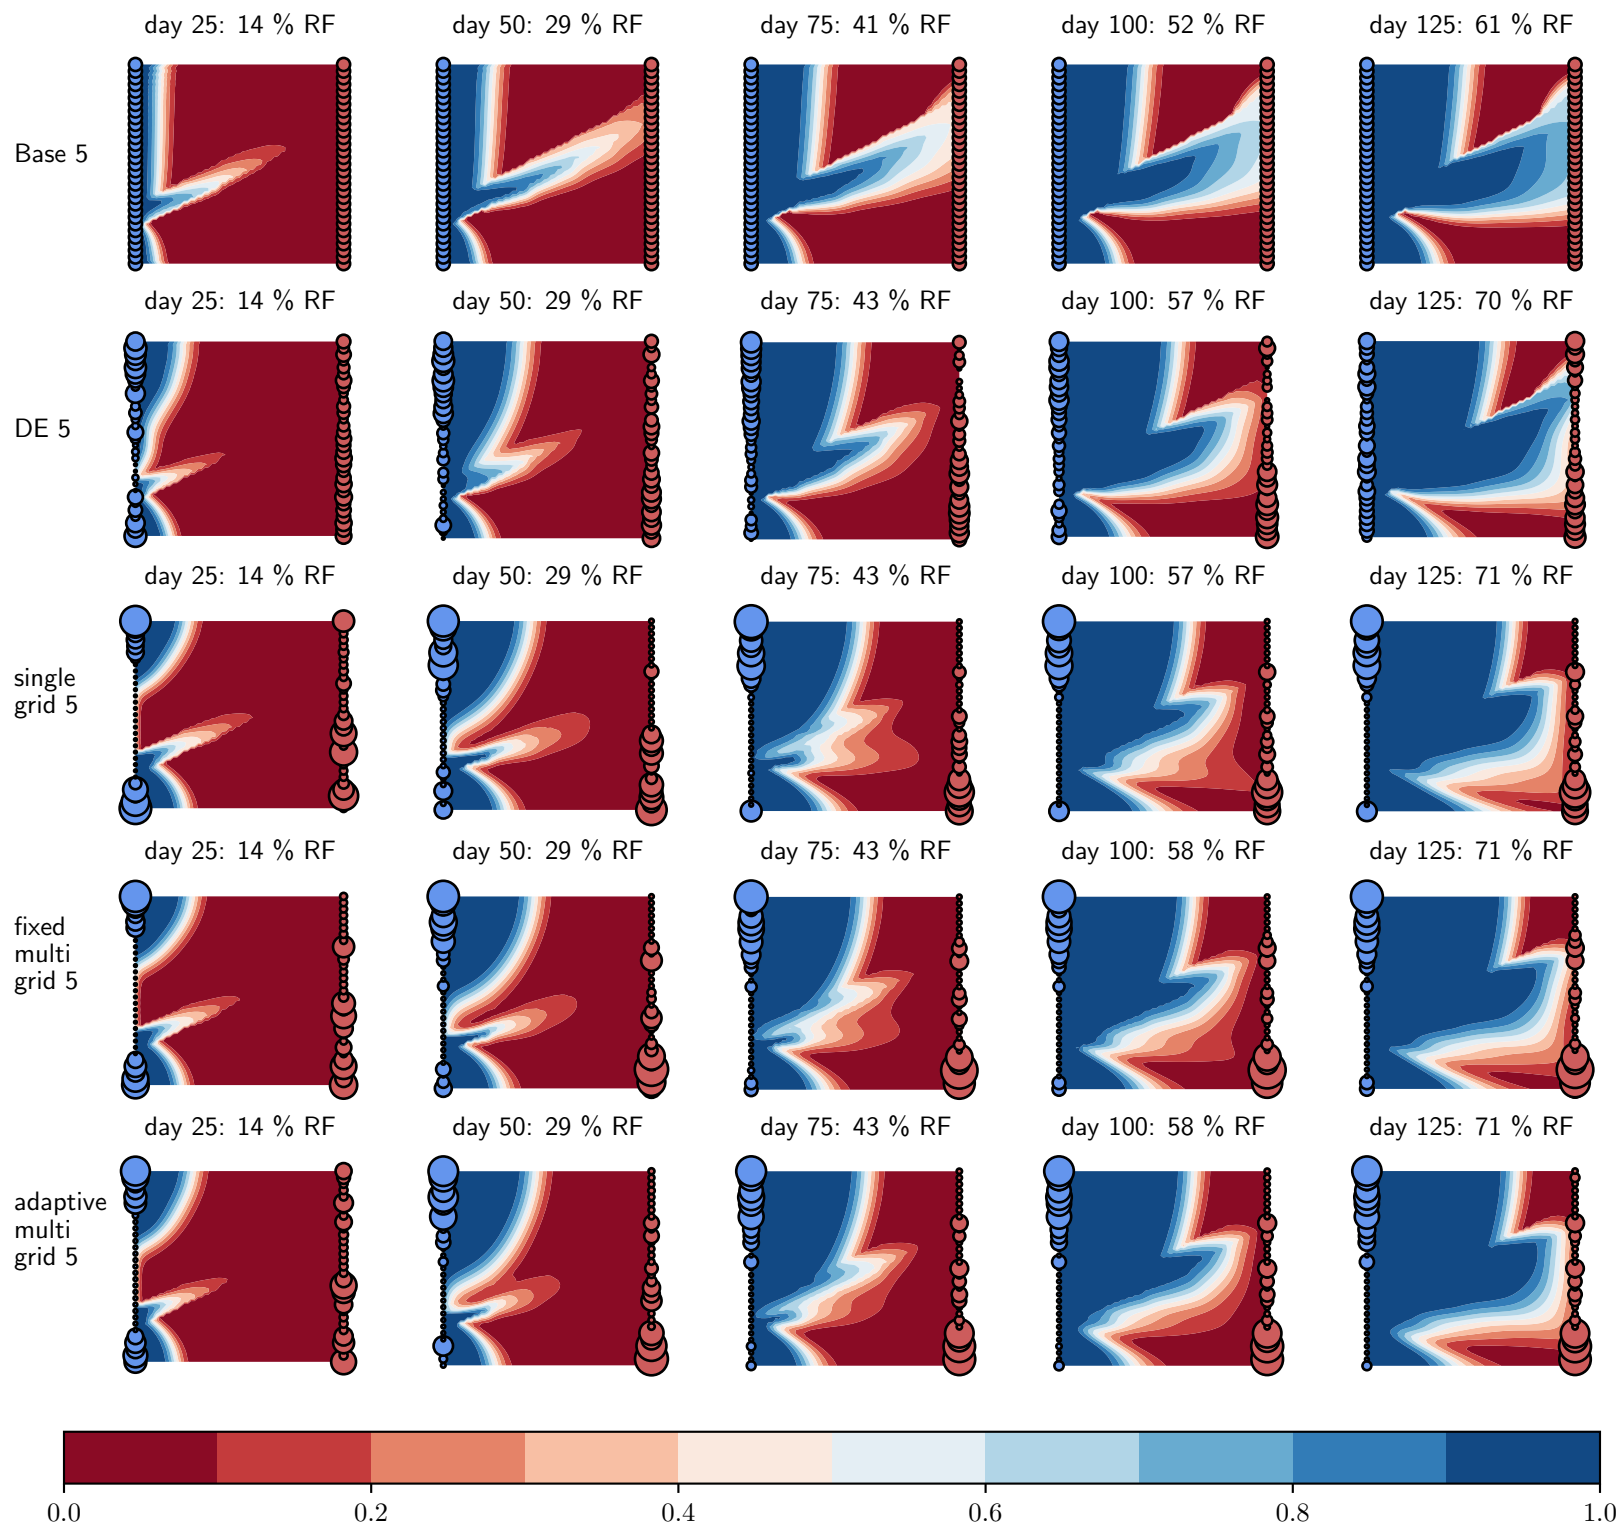 day 25: 14 % RF
day 50: 29 % RF
day 75: 41 % RF
day 100: 52 % RF
day 125: 61 % RF
Base 5
day 25: 14 % RF
day 50: 29 % RF
day 75: 43 % RF
day 100: 57 % RF
day 125: 70 % RF
DE 5
day 25: 14 % RF
day 50: 29 % RF
day 75: 43 % RF
day 100: 57 % RF
day 125: 71 % RF
single
grid 5
day 25: 14 % RF
day 50: 29 % RF
day 75: 43 % RF
day 100: 58 % RF
day 125: 71 % RF
fixed
multi
grid 5
day 25: 14 % RF
day 50: 29 % RF
day 75: 43 % RF
day 100: 58 % RF
day 125: 71 % RF
adaptive
multi
grid 5
0.0
0.2
0.4
0.6
0.8
1.0